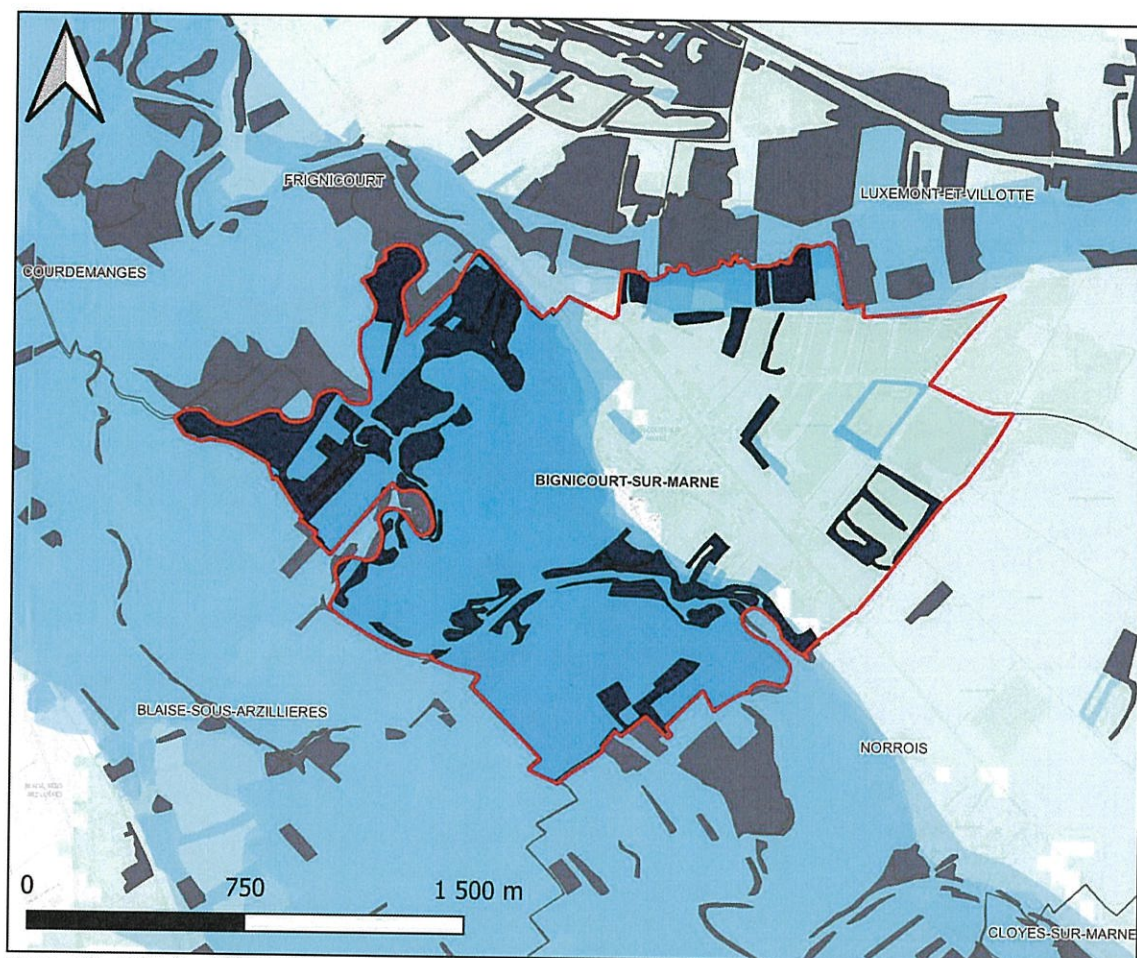 FRIGNICOURT
LUXEMONT-ET-VILLOTTE
COURDEMANGES
BIGNICOURT-SUR-MARNE
BLAISE-SOUS-ARZILLIERES
NORROIS
0 750 1 500 m
CLOYES-SUR-MARNE